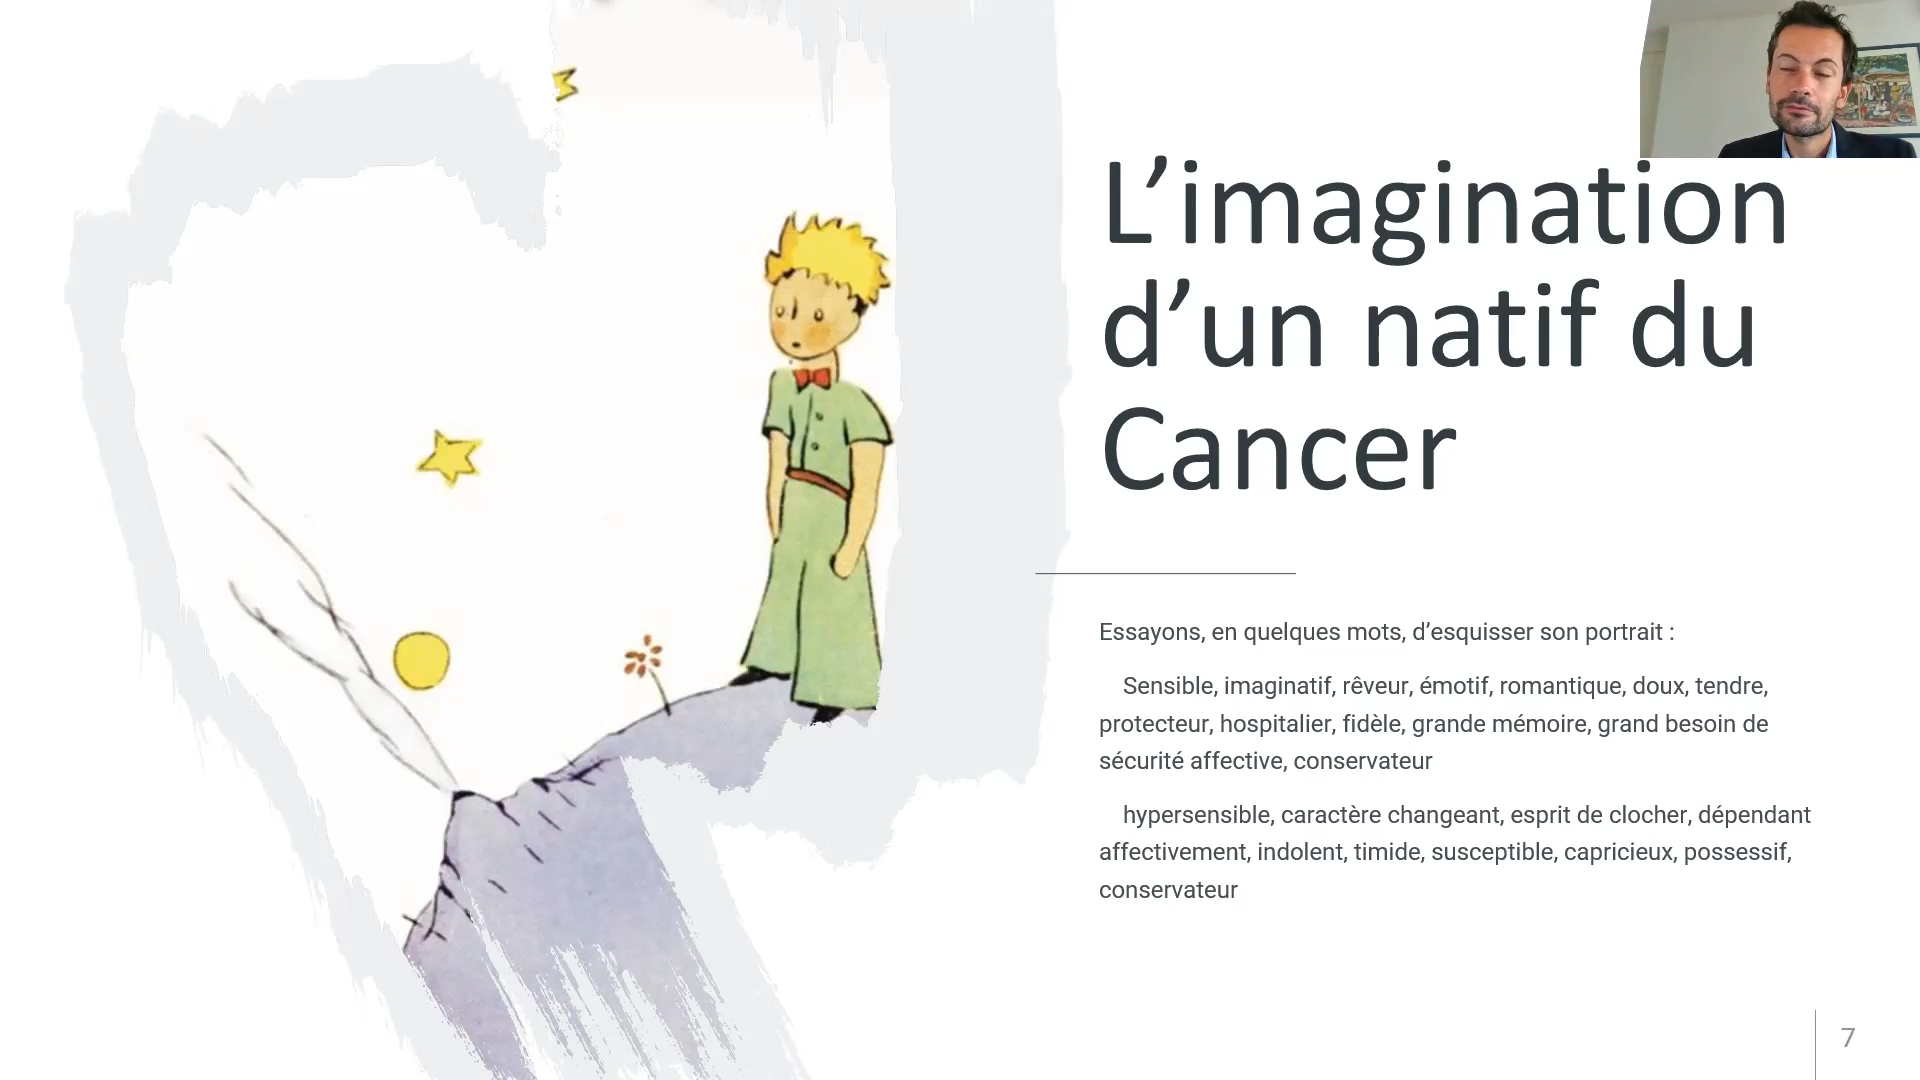 L’imagination
d’un natif du
Cancer
Essayons, en quelques mots, d’esquisser son portrait :
Sensible, imaginatif, rêveur, émotif, romantique, doux, tendre,
protecteur, hospitalier, fidèle, grande mémoire, grand besoin de
sécurité affective, conservateur
hypersensible, caractère changeant, esprit de clocher, dépendant
affectivement, indolent, timide, susceptible, capricieux, possessif,
conservateur
7